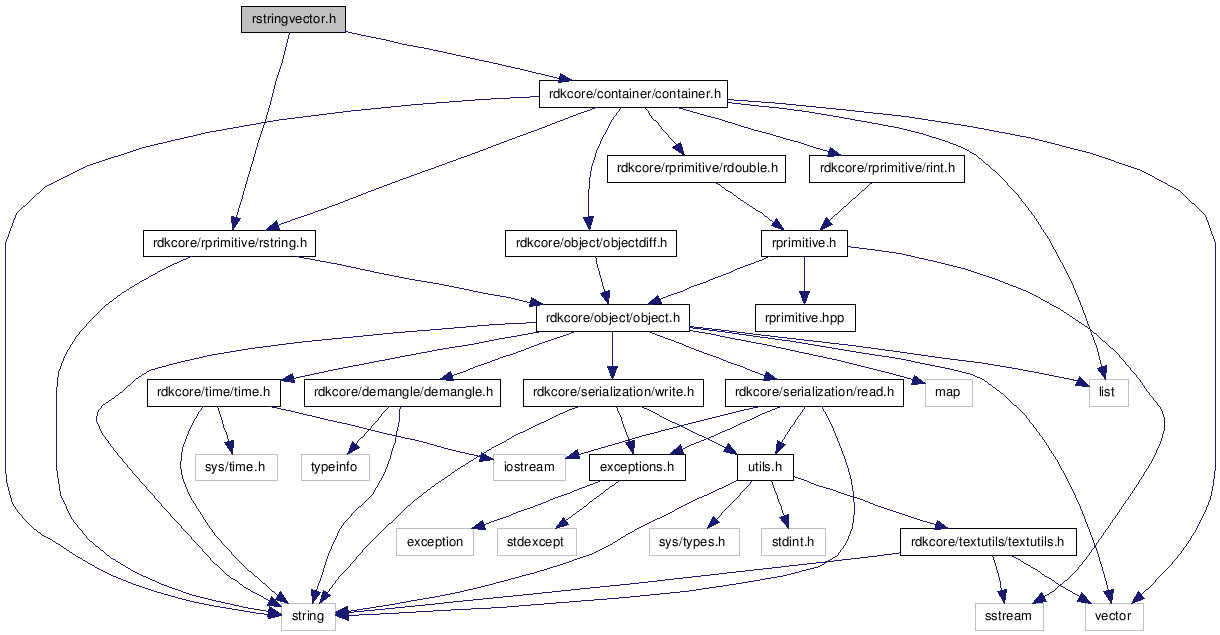 rstringvector.h
rdkcore/container/container.h
rdkcore/rprimitive/rdouble.h
rdkcore/rprimitive/rint.h
rdkcore/rprimitive/rstring.h
rdkcore/object/objectdiff.h
rprimitive.h
rdkcore/object/object.h
rprimitive.hpp
rdkcore/time/time.h
rdkcore/demangle/demangle.h
rdkcore/serialization/write.h
rdkcore/serialization/read.h
map
list
sys/time.h
typeinfo
iostream
exceptions.h
utils.h
exception
stdexcept
sys/types.h
stdint.h
rdkcore/textutils/textutils.h
string
sstream
vector